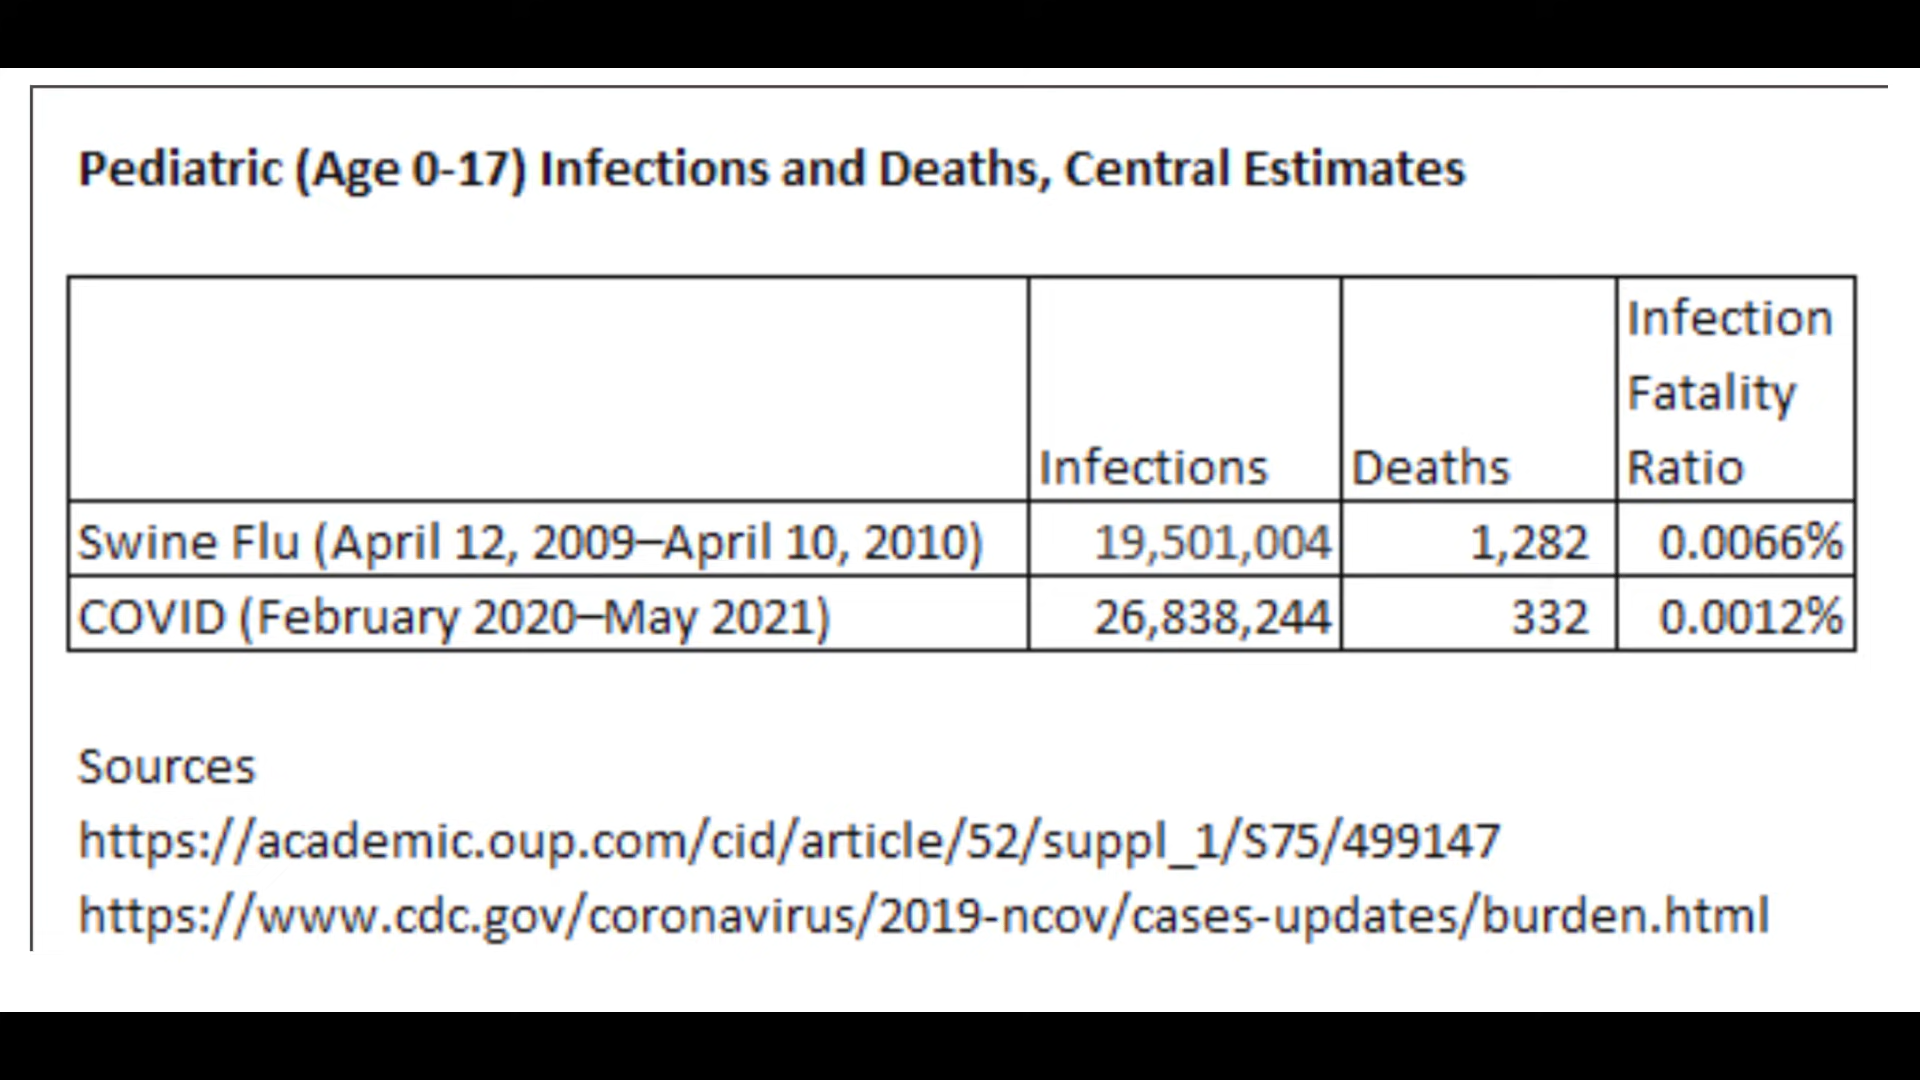 Pediatric (Age 0-17) Infections and Deaths, Central Estimates
Infections Deaths Infection Fatality Ratio
Swine Flu (April 12, 2009–April 10, 2010) 19,501,004 1,282 0.0066%
COVID (February 2020–May 2021) 26,838,244 332 0.0012%
Sources
https://academic.oup.com/cid/article/52/suppl_1/S75/499147
https://www.cdc.gov/coronavirus/2019-ncov/cases-updates/burden.html